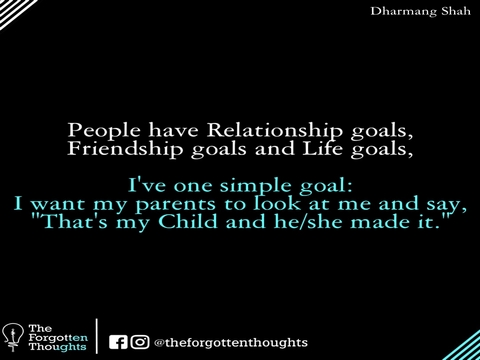 Dharmang Shah
People have Relationship goals,
Friendship goals and Life goals,
I've one simple goal:
I want my parents to look at me and say,
"That's my Child and he/she made it."
The
Forgotten
Thoughts
@theforgottenthoughts